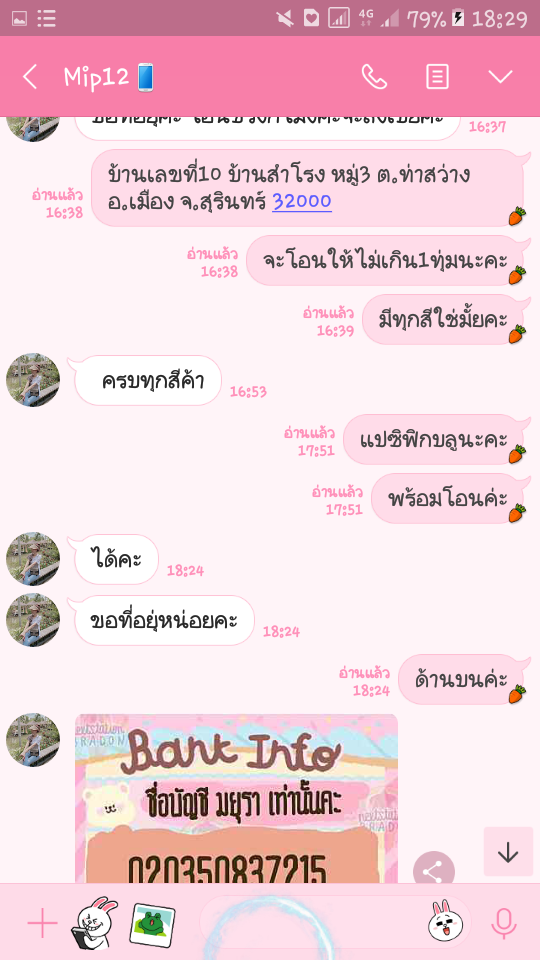 79% 18:29
4G
Mip12
ขอที่อยู่คะ
16:37
บ้านเลขที่10 บ้านสำโรง หมู่3 ต.ท่าสว่าง
อ.เมือง จ.สุรินทร์ 32000
อ่านแล้ว
16:38
จะโอนให้ไม่เกิน1ทุ่มนะคะ
อ่านแล้ว
16:38
มีทุกสีใช่มั้ยคะ
อ่านแล้ว
16:39
ครบทุกสีค้า
16:53
แปซิฟิกบลูนะคะ
อ่านแล้ว
17:51
พร้อมโอนค่ะ
อ่านแล้ว
17:51
ได้คะ
18:24
ขอที่อยุ่หน่อยคะ
18:24
ด้านบนค่ะ
อ่านแล้ว
18:24
Bank Info
ชื่อบัญชี มยุรา เท่านั้นคะ
020350837215